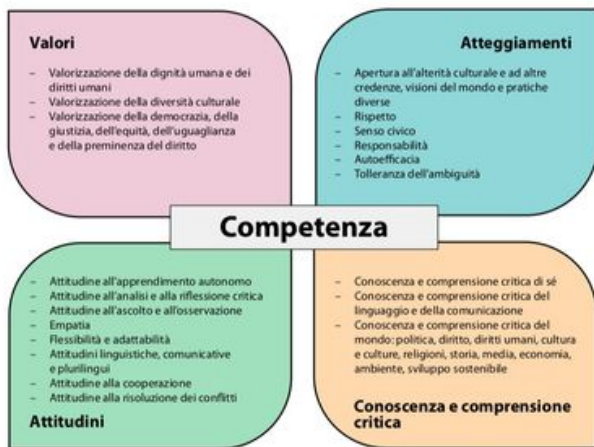 Valori
– Valorizzazione della dignità umana e dei
diritti umani
– Valorizzazione della diversità culturale
– Valorizzazione della democrazia, della
giustizia, dell'equità, dell'uguaglianza
e della preminenza del diritto
Atteggiamenti
– Apertura all'alterità culturale e ad altre
credenze, visioni del mondo e pratiche
diverse
– Rispetto
– Senso civico
– Responsabilità
– Autoefficacia
– Tolleranza dell'ambiguità
Competenza
– Attitudine all'apprendimento autonomo
– Attitudine all'analisi e alla riflessione critica
– Attitudine all'ascolto e all'osservazione
– Empatia
– Flessibilità e adattabilità
– Attitudini linguistiche, comunicative
e plurilingui
– Attitudine alla cooperazione
– Attitudine alla risoluzione dei conflitti
Attitudini
– Conoscenza e comprensione critica di sé
– Conoscenza e comprensione critica del
linguaggio e della comunicazione
– Conoscenza e comprensione critica del
mondo: politica, diritto, diritti umani, cultura
e culture, religioni, storia, media, economia,
ambiente, sviluppo sostenibile
Conoscenza e comprensione
critica